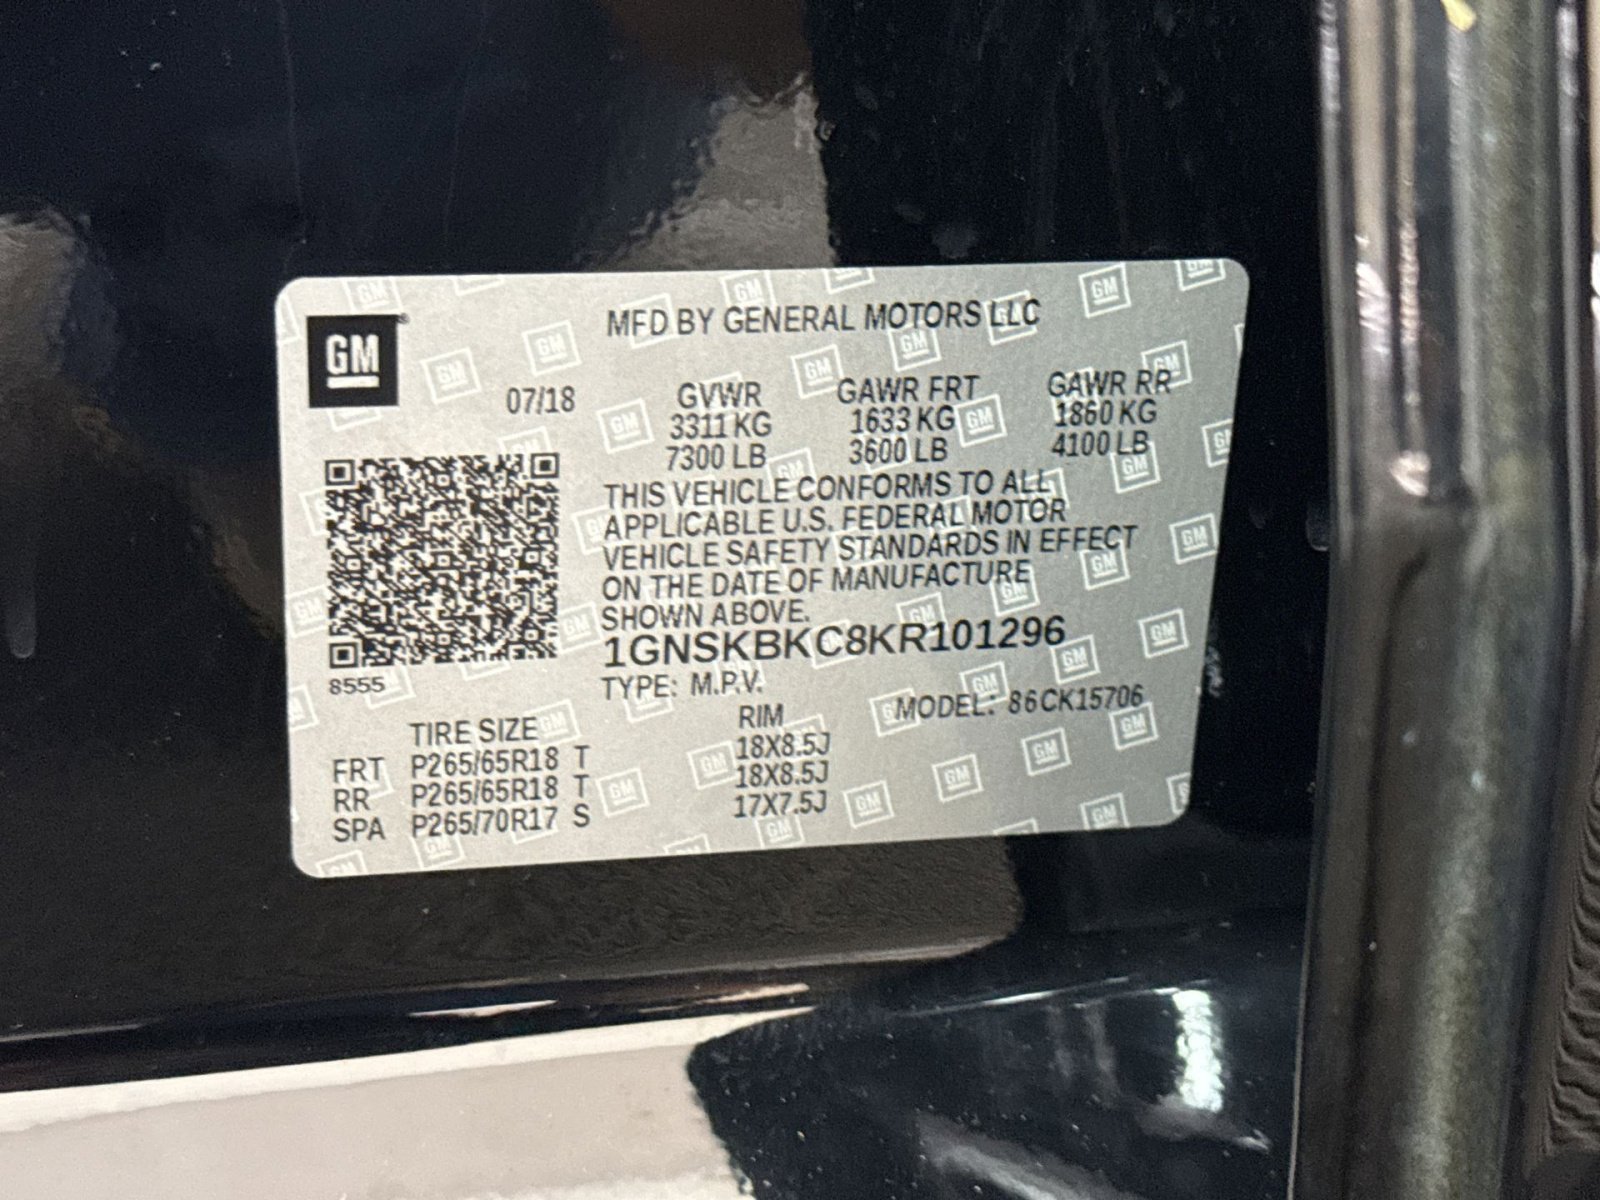 GM
MFD BY GENERAL MOTORS LLC
07/18
GVWR GAWR FRT GAWR RR
3311 KG 1633 KG 1860 KG
7300 LB 3600 LB 4100 LB
THIS VEHICLE CONFORMS TO ALL
APPLICABLE U.S. FEDERAL MOTOR
VEHICLE SAFETY STANDARDS IN EFFECT
ON THE DATE OF MANUFACTURE
SHOWN ABOVE.
1GNSKBKC8KR101296
8555
TYPE: M.P.V. MODEL: 86CK15706
TIRE SIZE RIM
FRT P265/65R18 T 18X8.5J
RR P265/65R18 T 18X8.5J
SPA P265/70R17 S 17X7.5J